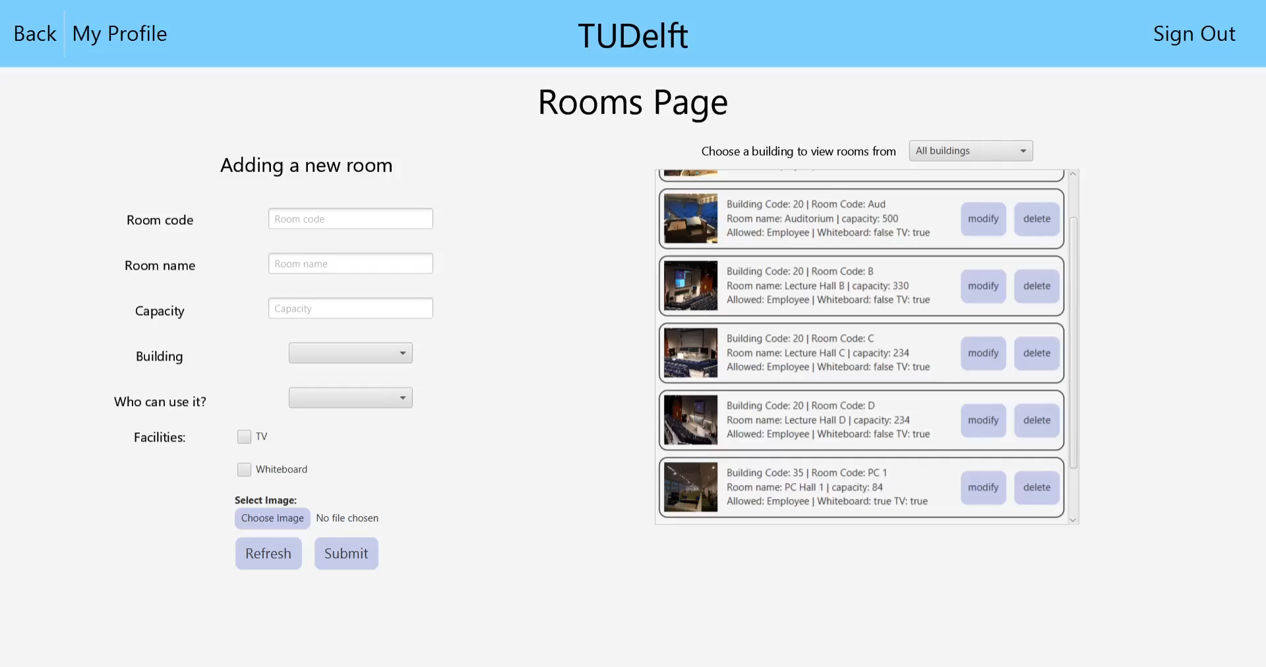 Back
My Profile
TUDelft
Sign Out
Rooms Page
Adding a new room
Room code
Room code
Room name
Room name
Capacity
Capacity
Building
Who can use it?
Facilities:
TV
Whiteboard
Select Image:
Choose Image
No file chosen
Refresh
Submit
Choose a building to view rooms from
All buildings
Building Code: 20 | Room Code: Aud
Room name: Auditorium | capacity: 500
Allowed: Employee | Whiteboard: false TV: true
modify
delete
Building Code: 20 | Room Code: B
Room name: Lecture Hall B | capacity: 330
Allowed: Employee | Whiteboard: false TV: true
modify
delete
Building Code: 20 | Room Code: C
Room name: Lecture Hall C | capacity: 234
Allowed: Employee | Whiteboard: false TV: true
modify
delete
Building Code: 20 | Room Code: D
Room name: Lecture Hall D | capacity: 234
Allowed: Employee | Whiteboard: false TV: true
modify
delete
Building Code: 35 | Room Code: PC 1
Room name: PC Hall 1 | capacity: 84
Allowed: Employee | Whiteboard: true TV: true
modify
delete